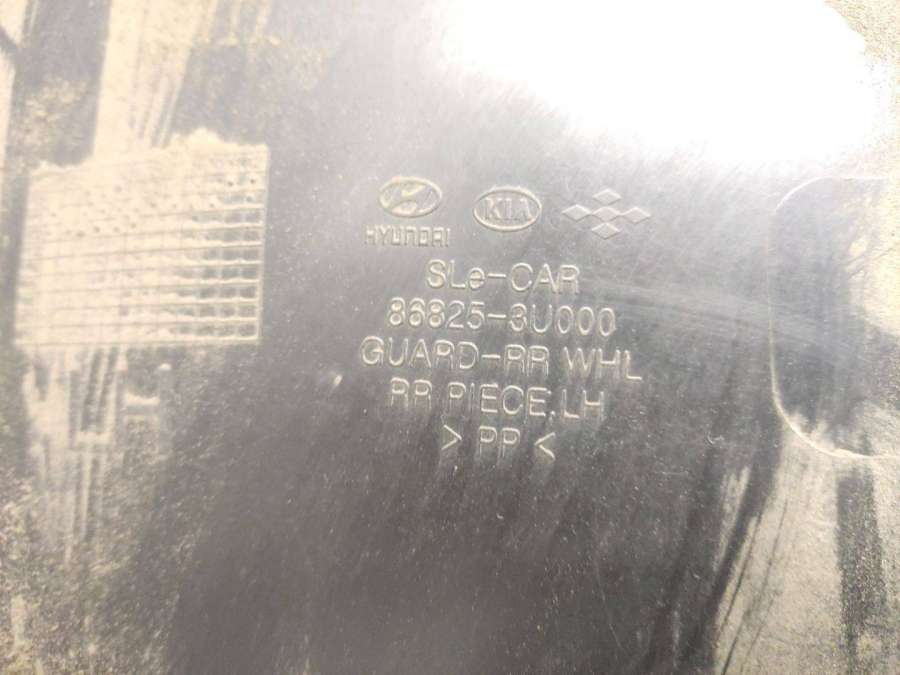 HYUNDAI KIA
SLe-CAR
86825-3U000
GUARD-RR WHL
RR PIECE,LH
>PP<